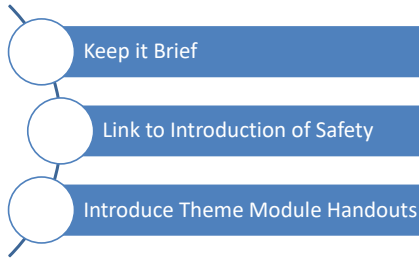 Keep it Brief
Link to Introduction of Safety
Introduce Theme Module Handouts